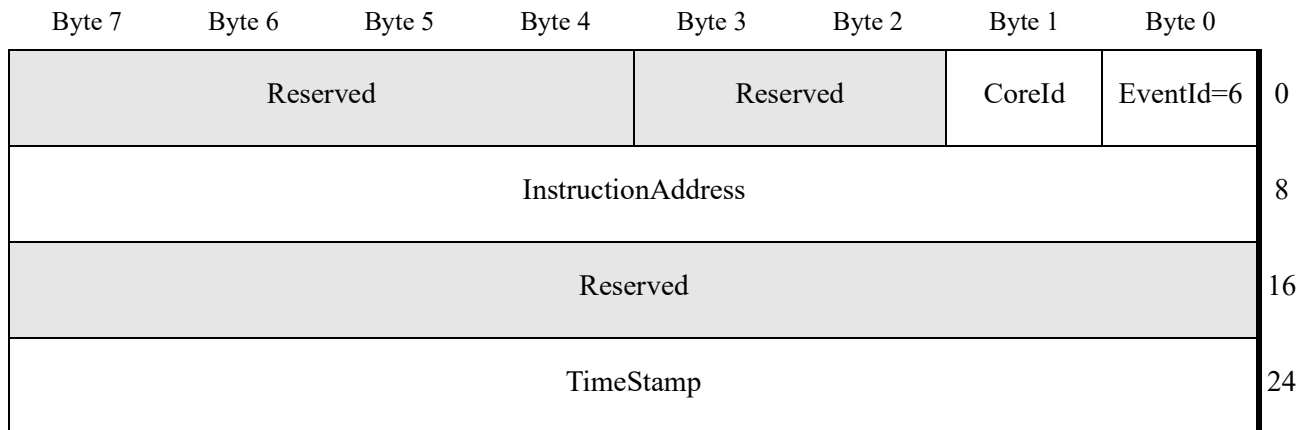 Byte 7 Byte 6 Byte 5 Byte 4 Byte 3 Byte 2 Byte 1 Byte 0
Reserved Reserved CoreId EventId=6 0
InstructionAddress 8
Reserved 16
TimeStamp 24